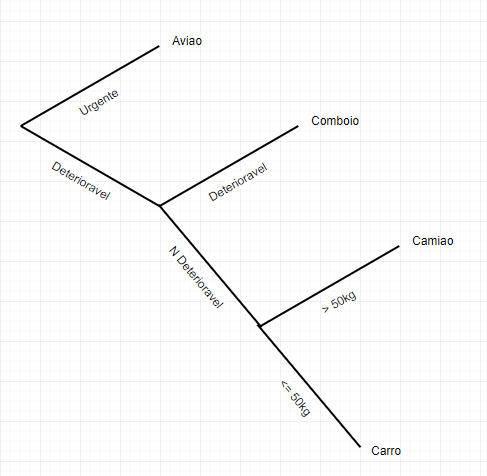 Aviao
Urgente
Comboio
Deterioravel
Deterioravel
Camiao
N Deterioravel
> 50kg
<= 50kg
Carro